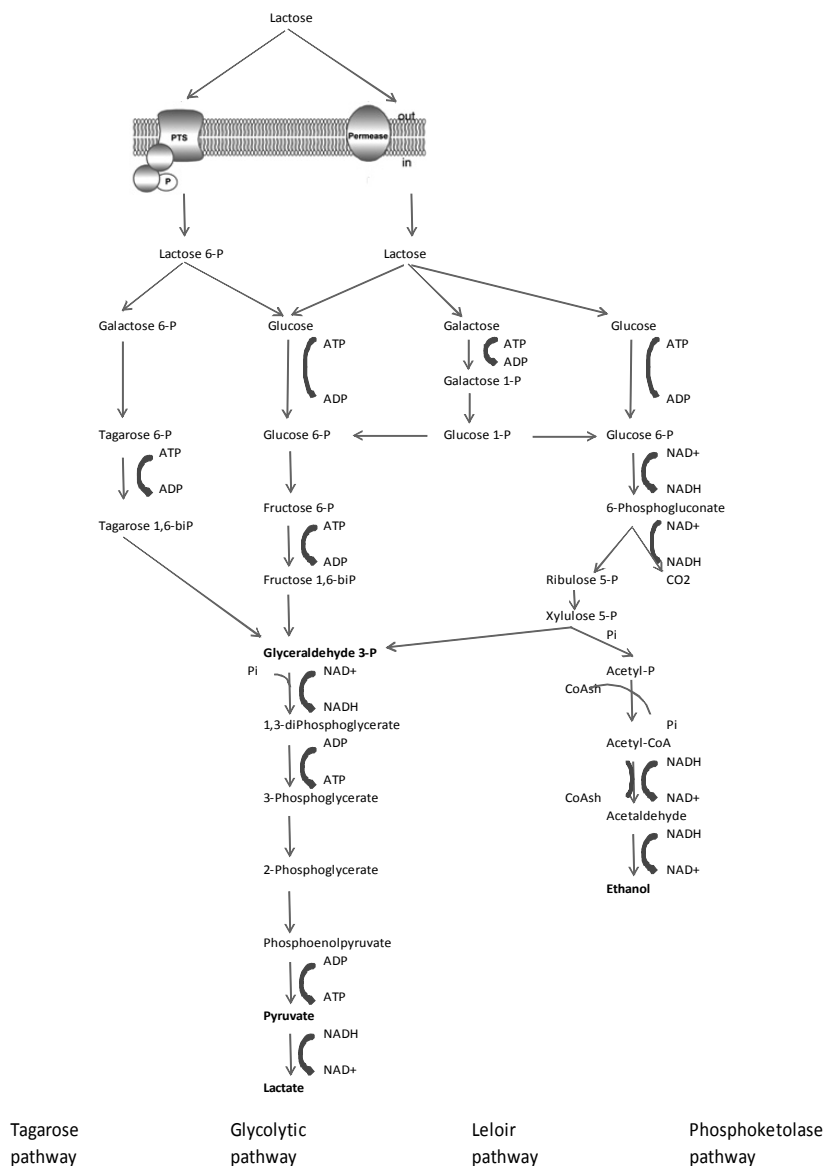 Lactose
out
PTS
Permease
in
P
Lactose 6-P
Lactose
Galactose 6-P
Glucose
Galactose
Glucose
ATP
ATP
ATP
ADP
Galactose 1-P
ADP
ADP
Tagarose 6-P
Glucose 6-P
Glucose 1-P
Glucose 6-P
ATP
NAD+
ADP
NADH
Fructose 6-P
6-Phosphogluconate
Tagarose 1,6-biP
ATP
NAD+
ADP
NADH
Fructose 1,6-biP
Ribulose 5-P
CO2
Xylulose 5-P
Pi
Glyceraldehyde 3-P
Pi
NAD+
Acetyl-P
CoAsh
NADH
1,3-diPhosphoglycerate
Pi
ADP
Acetyl-CoA
NADH
ATP
3-Phosphoglycerate
CoAsh
NAD+
Acetaldehyde
NADH
2-Phosphoglycerate
NAD+
Ethanol
Phosphoenolpyruvate
ADP
ATP
Pyruvate
NADH
NAD+
Lactate
Tagarose
pathway
Glycolytic
pathway
Leloir
pathway
Phosphoketolase
pathway